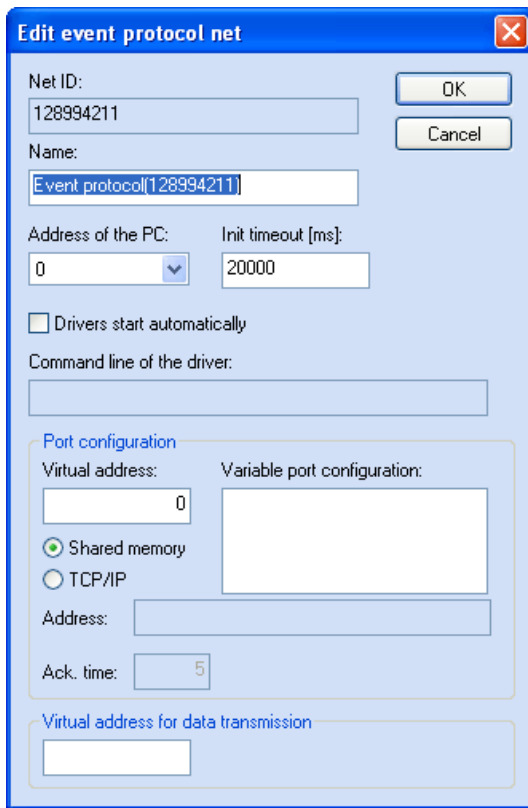 Edit event protocol net
Net ID:
128994211
OK
Cancel
Name:
Event protocol(128994211)
Address of the PC:
Init timeout [ms]:
0
20000
Drivers start automatically
Command line of the driver:
Port configuration
Virtual address:
Variable port configuration:
0
Shared memory
TCP/IP
Address:
Ack. time:
5
Virtual address for data transmission